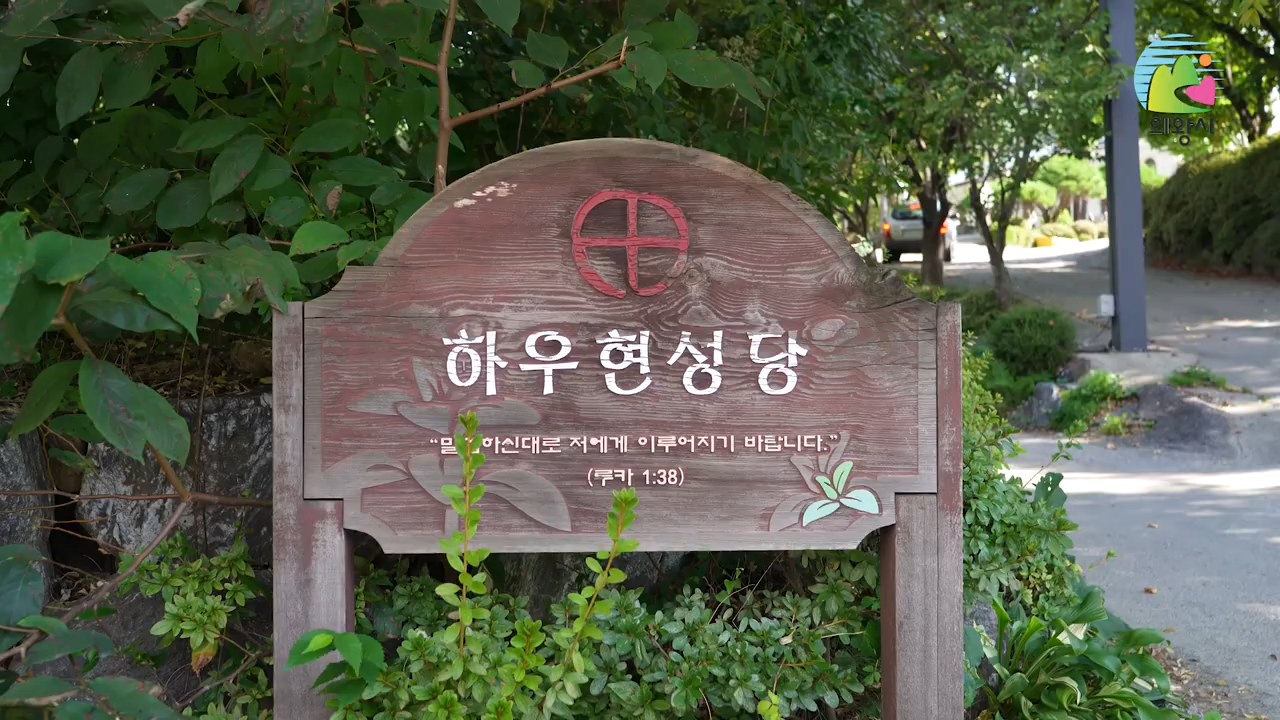 의왕시
하우현성당
“말씀하신대로 저에게 이루어지기 바랍니다.”
(루카 1:38)